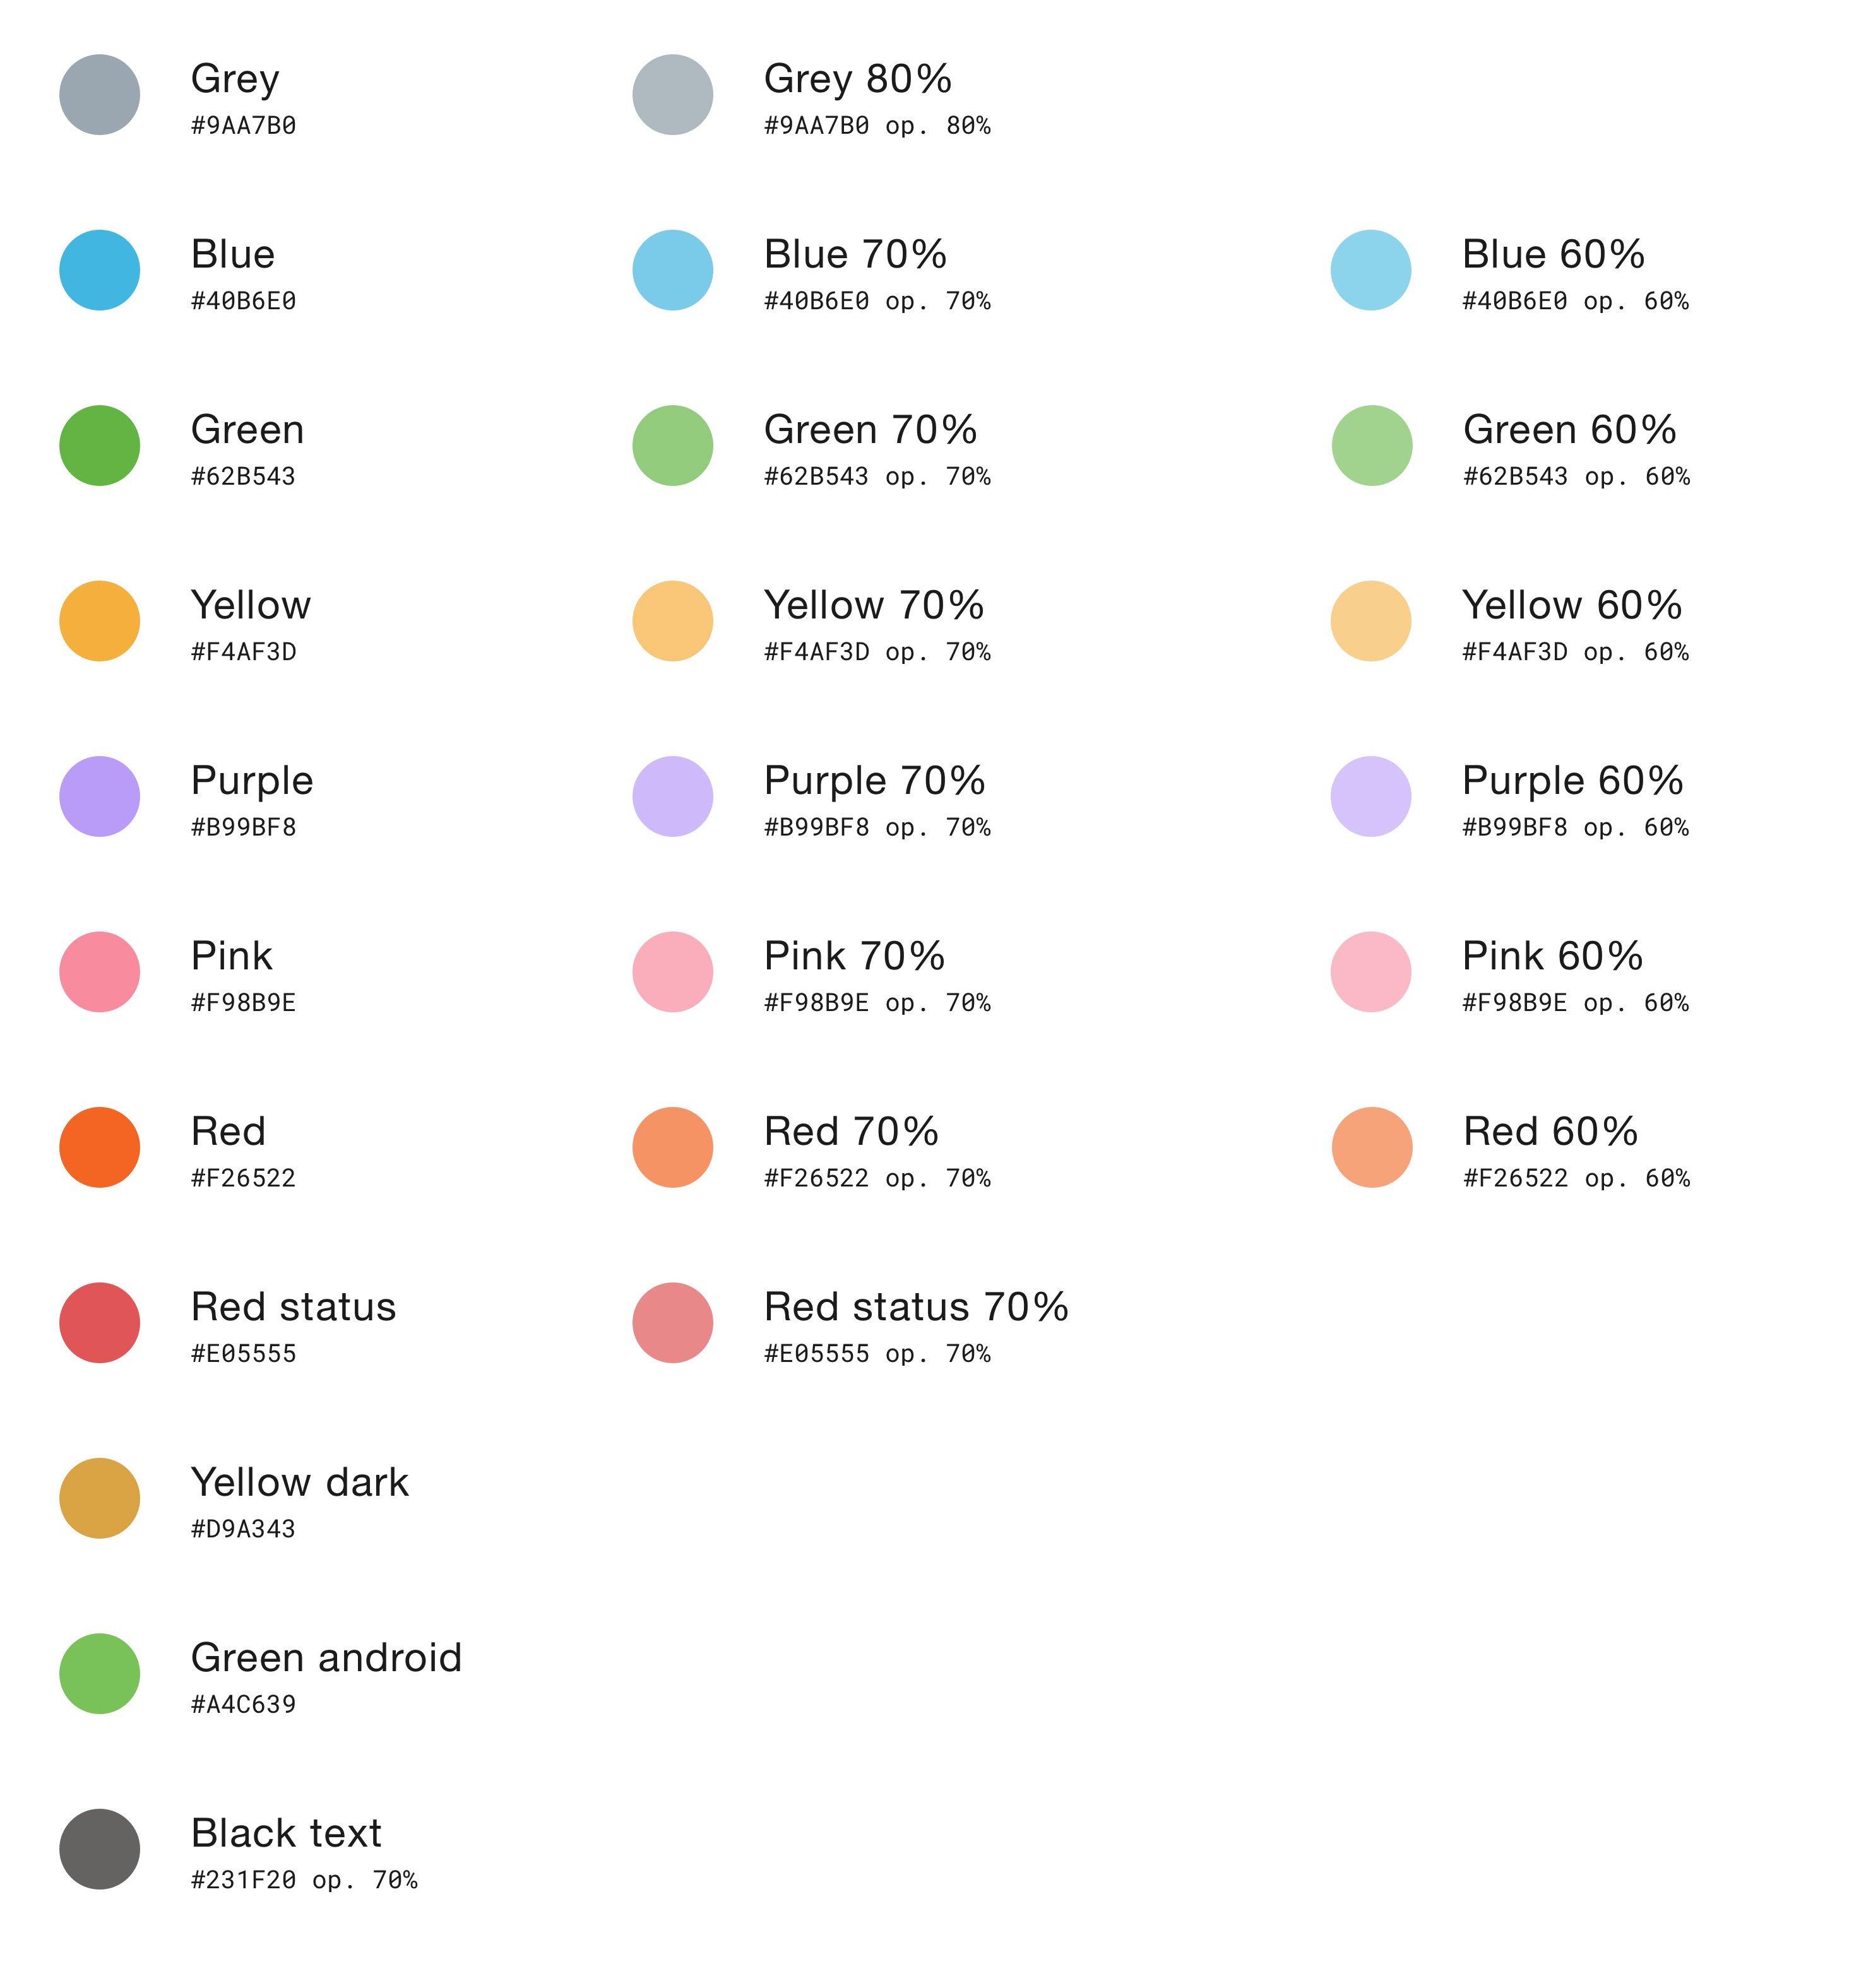 Grey
#9AA7B0
Grey 80%
#9AA7B0 op. 80%
Blue
#40B6E0
Blue 70%
#40B6E0 op. 70%
Blue 60%
#40B6E0 op. 60%
Green
#62B543
Green 70%
#62B543 op. 70%
Green 60%
#62B543 op. 60%
Yellow
#F4AF3D
Yellow 70%
#F4AF3D op. 70%
Yellow 60%
#F4AF3D op. 60%
Purple
#B99BF8
Purple 70%
#B99BF8 op. 70%
Purple 60%
#B99BF8 op. 60%
Pink
#F98B9E
Pink 70%
#F98B9E op. 70%
Pink 60%
#F98B9E op. 60%
Red
#F26522
Red 70%
#F26522 op. 70%
Red 60%
#F26522 op. 60%
Red status
#E05555
Red status 70%
#E05555 op. 70%
Yellow dark
#D9A343
Green android
#A4C639
Black text
#231F20 op. 70%